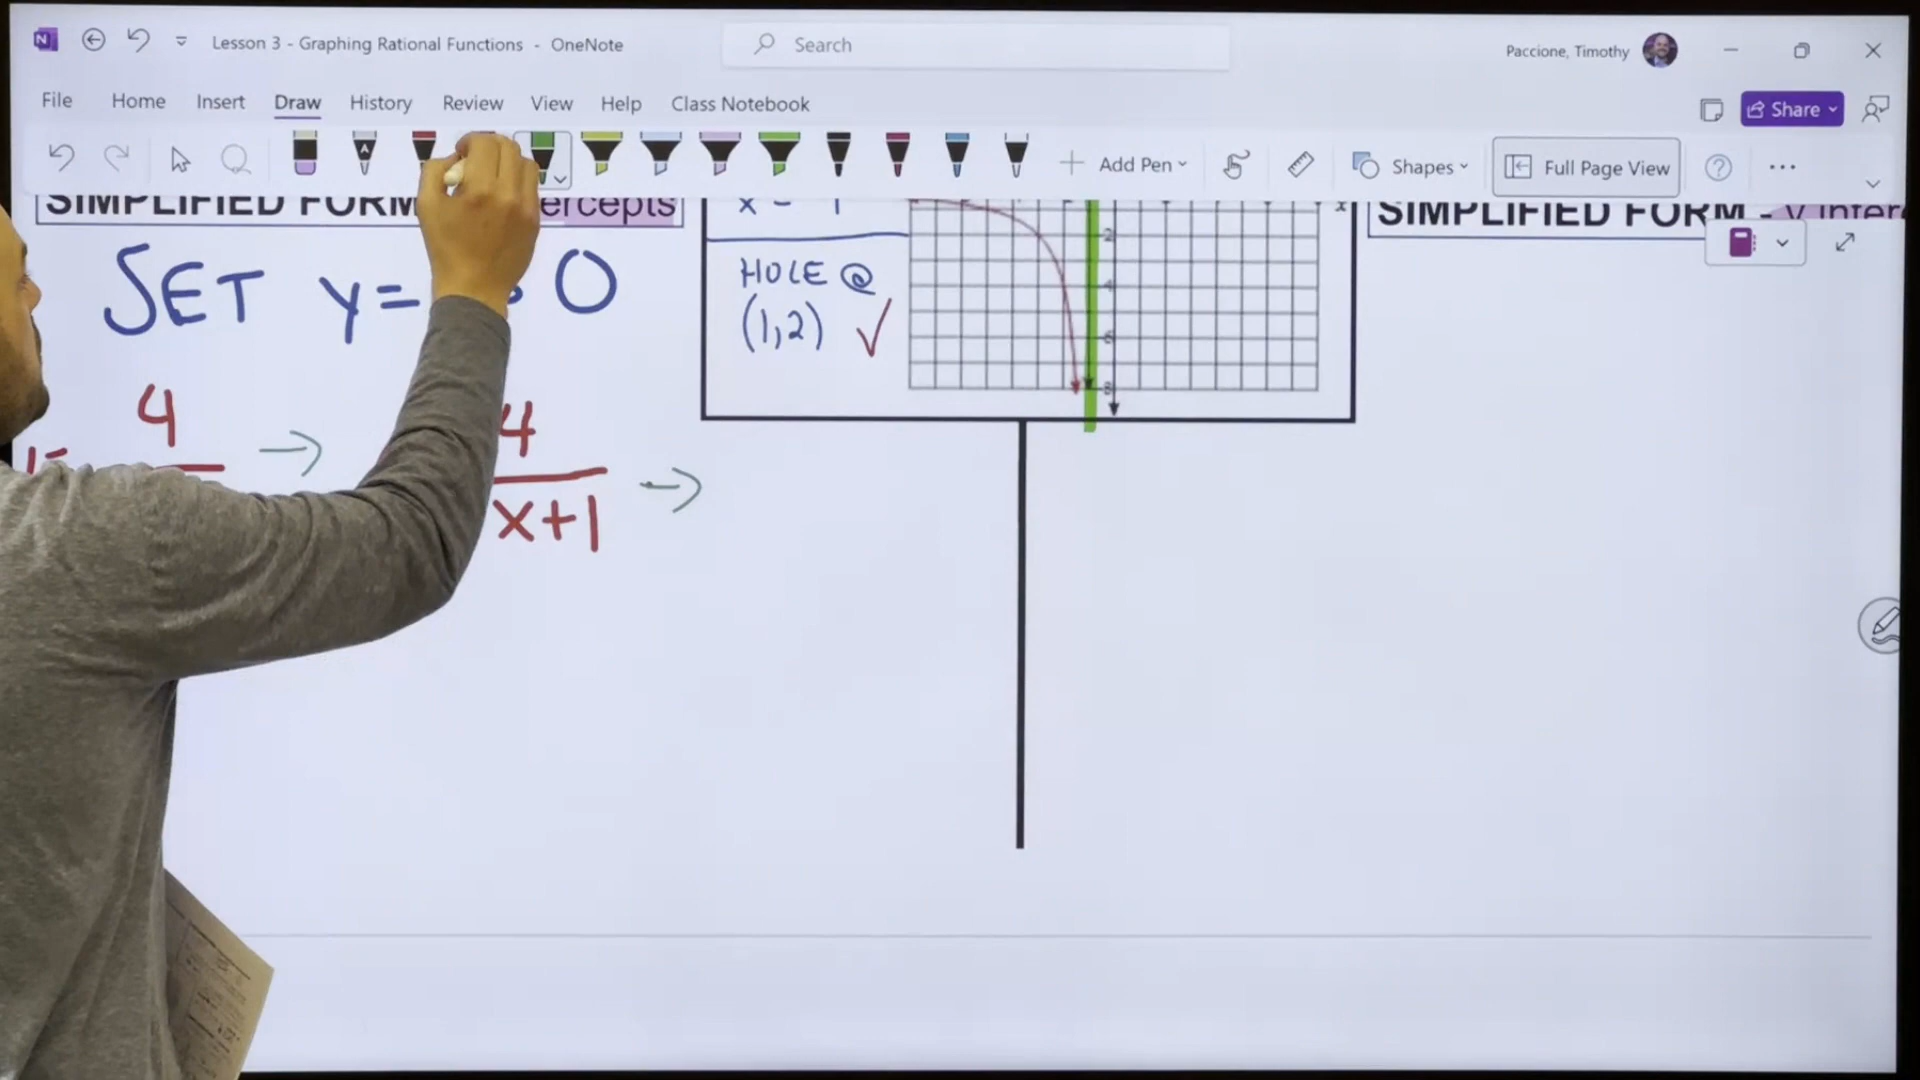 Lesson 3 - Graphing Rational Functions - OneNote
Search
Paccione, Timothy
File Home Insert Draw History Review View Help Class Notebook
Share
Add Pen
Shapes
Full Page View
SIMPLIFIED FORM
ercepts
SIMPLIFIED FORM - y inter
SET y = 0
HOLE @
(1,2) ✓
4 → 4
x+1 →